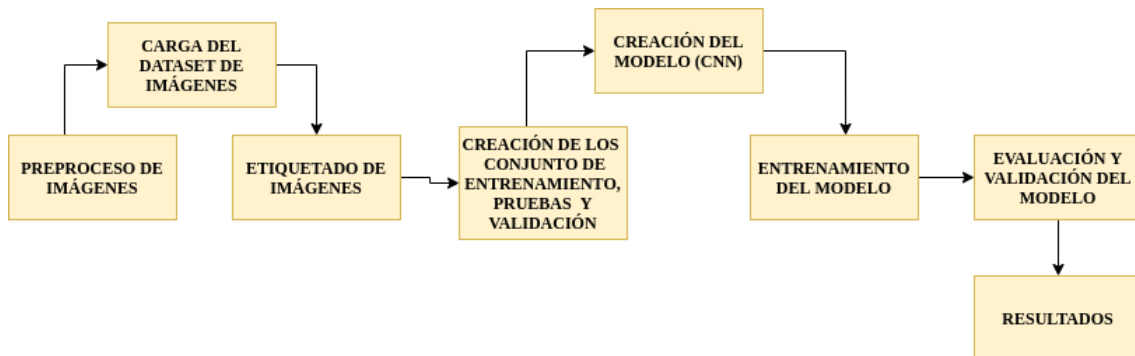 PREPROCESO DE
IMÁGENES
CARGA DEL
DATASET DE
IMÁGENES
ETIQUETADO DE
IMÁGENES
CREACIÓN DE LOS
CONJUNTO DE
ENTRENAMIENTO,
PRUEBAS Y
VALIDACIÓN
CREACIÓN DEL
MODELO (CNN)
ENTRENAMIENTO
DEL MODELO
EVALUACIÓN Y
VALIDACIÓN DEL
MODELO
RESULTADOS